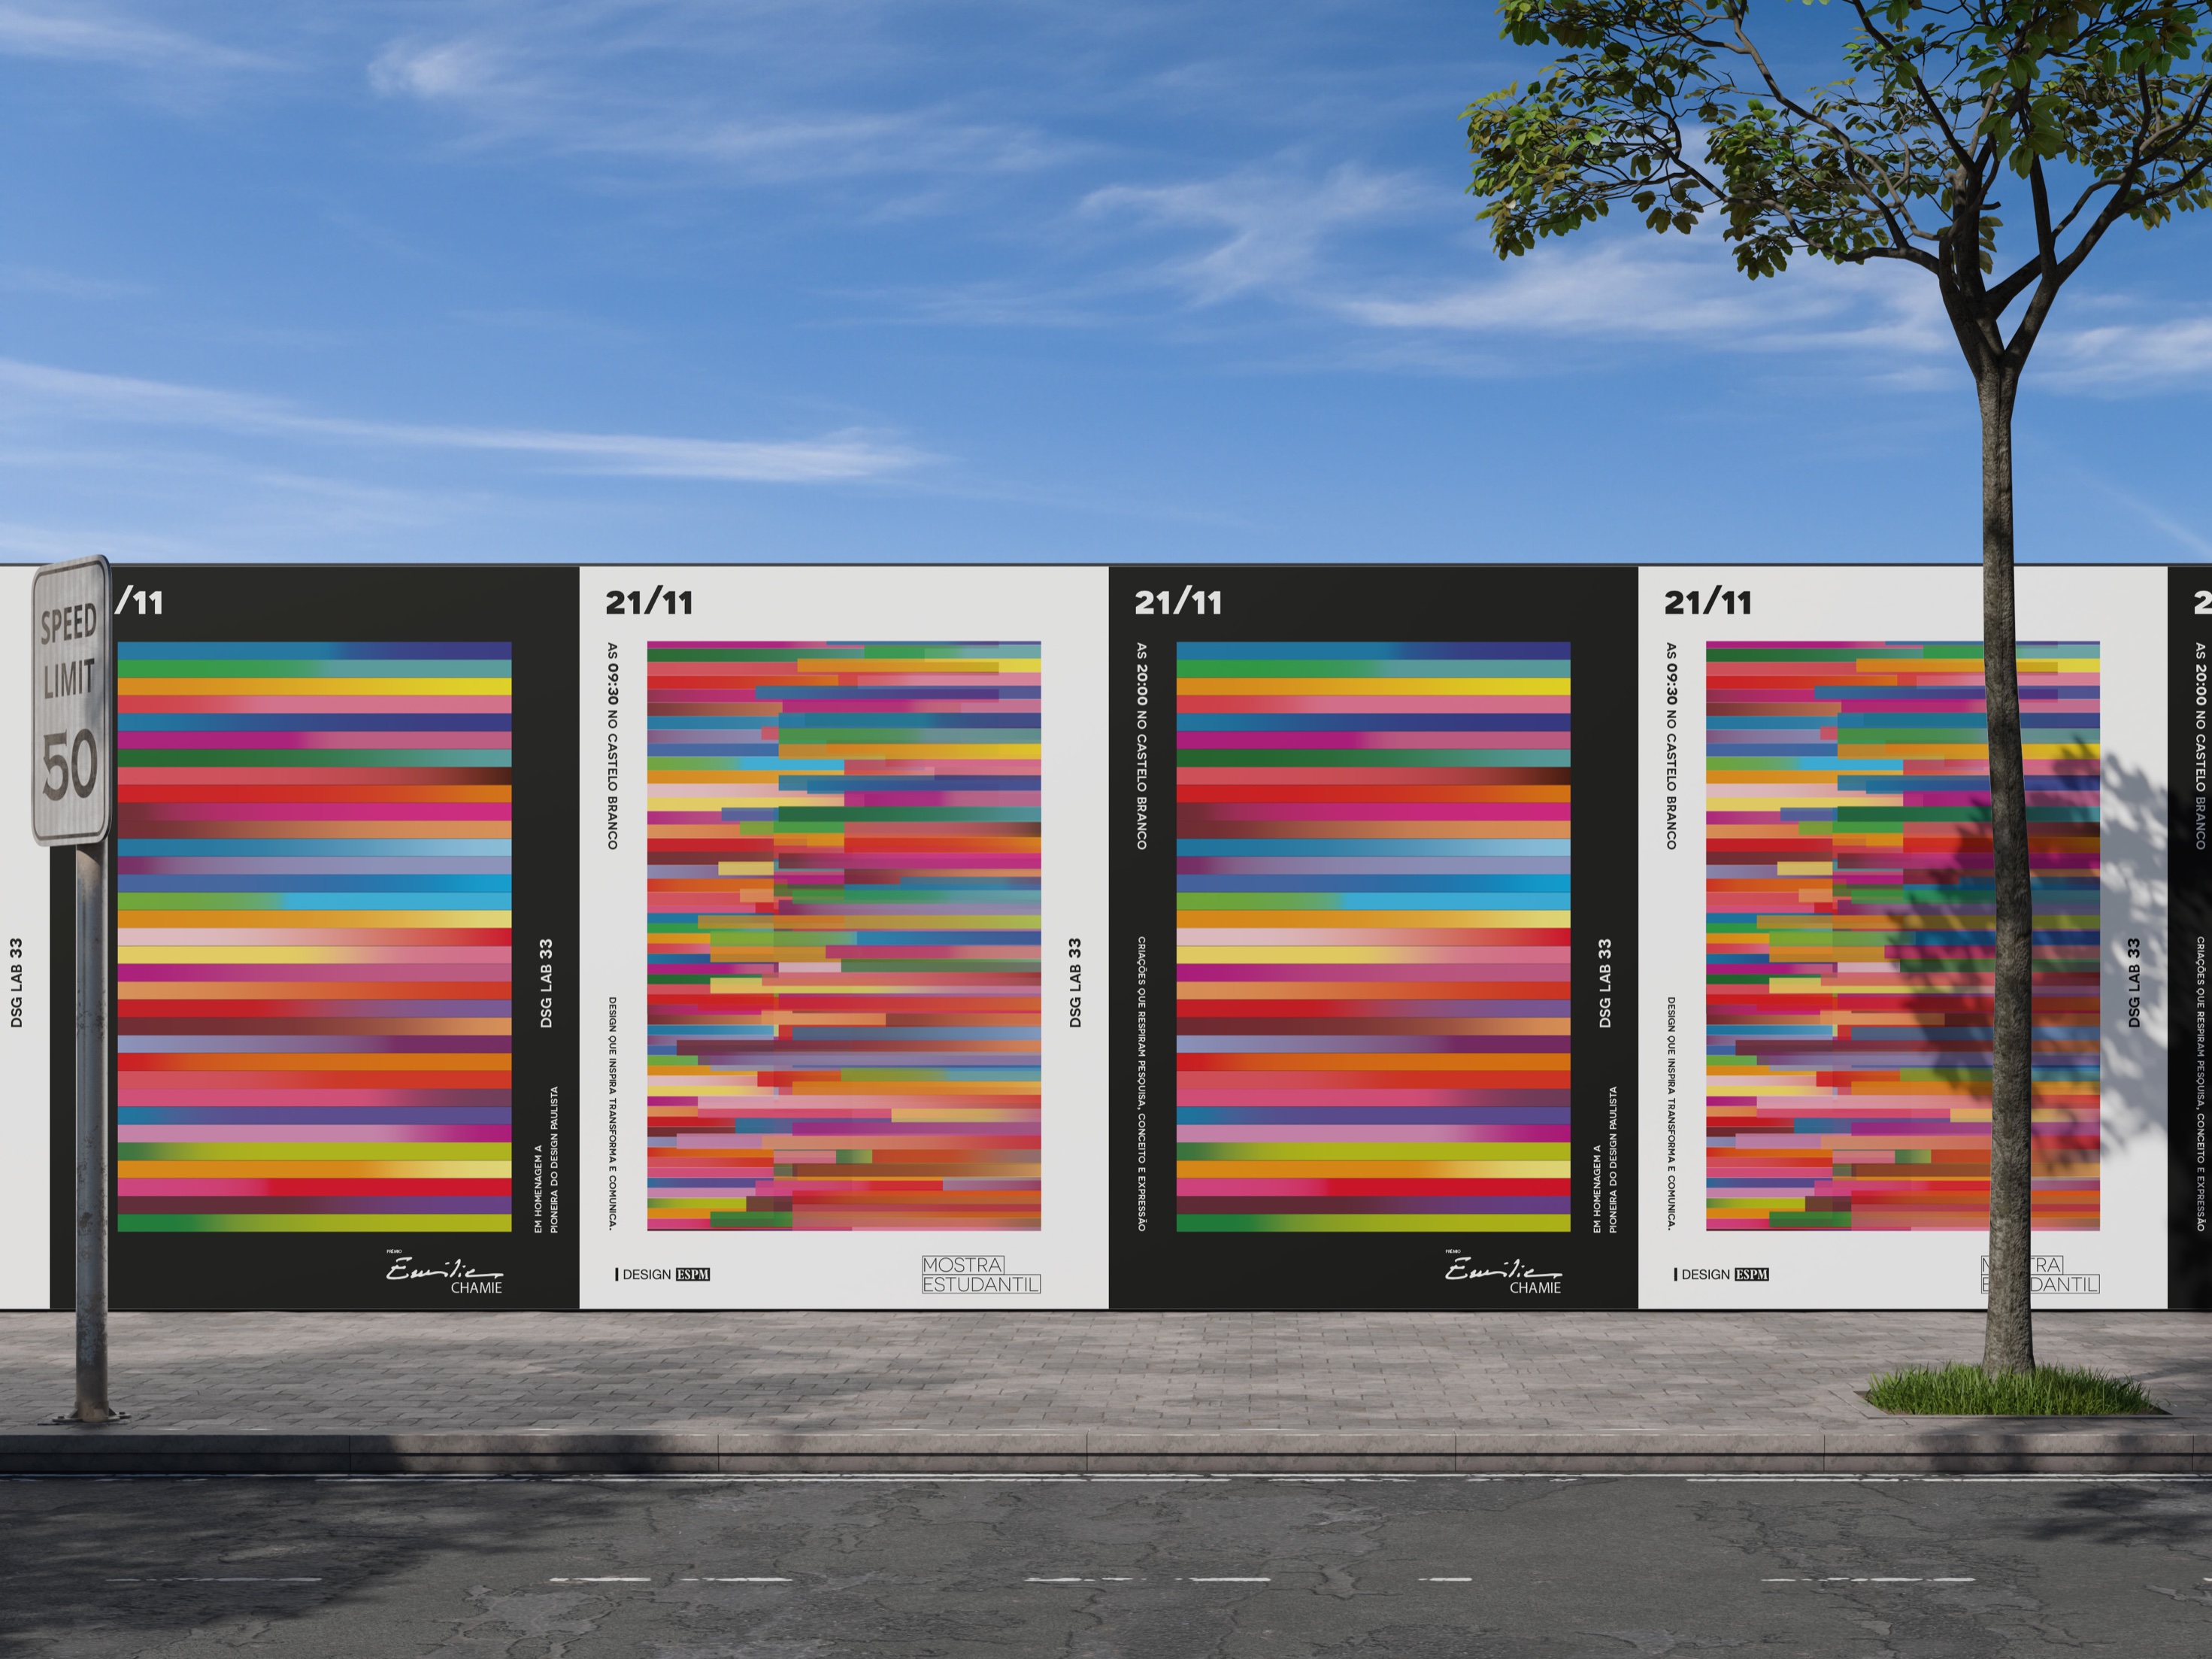 SPEED
LIMIT
50
DSG LAB 33
/11
DSG LAB 33
EM HOMENAGEM A
PIONEIRA DO DESIGN PAULISTA
PRÊMIO
Emilie
CHAMIE
21/11
AS 09:30 NO CASTELO BRANCO
DESIGN QUE INSPIRA TRANSFORMA E COMUNICA.
DSG LAB 33
DESIGN ESPM
MOSTRA
ESTUDANTIL
21/11
AS 20:00 NO CASTELO BRANCO
CRIAÇÕES QUE RESPIRAM PESQUISA, CONCEITO E EXPRESSÃO
DSG LAB 33
EM HOMENAGEM A
PIONEIRA DO DESIGN PAULISTA
PRÊMIO
Emilie
CHAMIE
21/11
AS 09:30 NO CASTELO BRANCO
DESIGN QUE INSPIRA TRANSFORMA E COMUNICA.
DSG LAB 33
DESIGN ESPM
2
AS 20:00 NO CASTELO BRANCO
CRIAÇÕES QUE RESPIRAM PESQUISA, CONCEITO E EXPRESSÃO